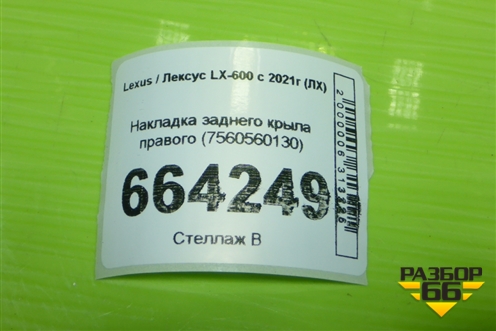 Lexus / Лексус LX-600 с 2021г (ЛХ)
Накладка заднего крыла
правого (7560560130)
664249
Стеллаж В
РАЗБОР
66